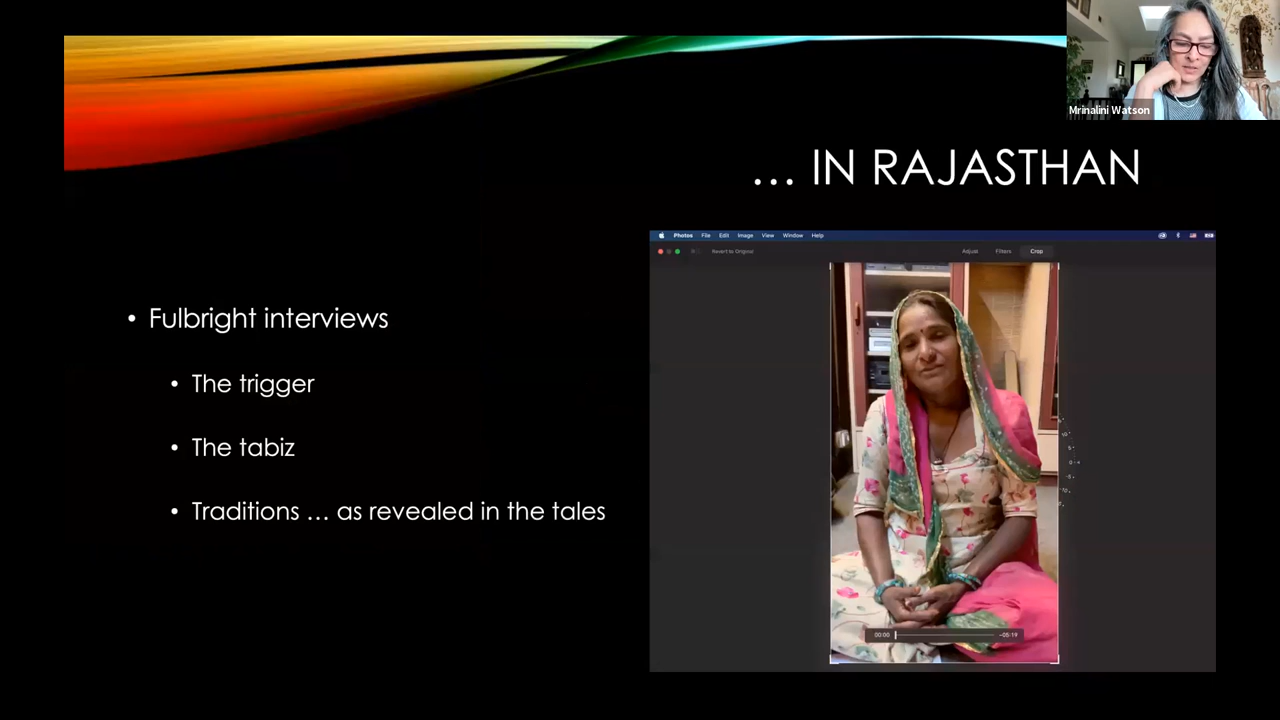 Mrinalini Watson
… IN RAJASTHAN
Photos File Edit Image View Window Help
Revert to Original Adjust Filters Crop
• Fulbright interviews
• The trigger
• The tabiz
• Traditions … as revealed in the tales
00:00 -05:19